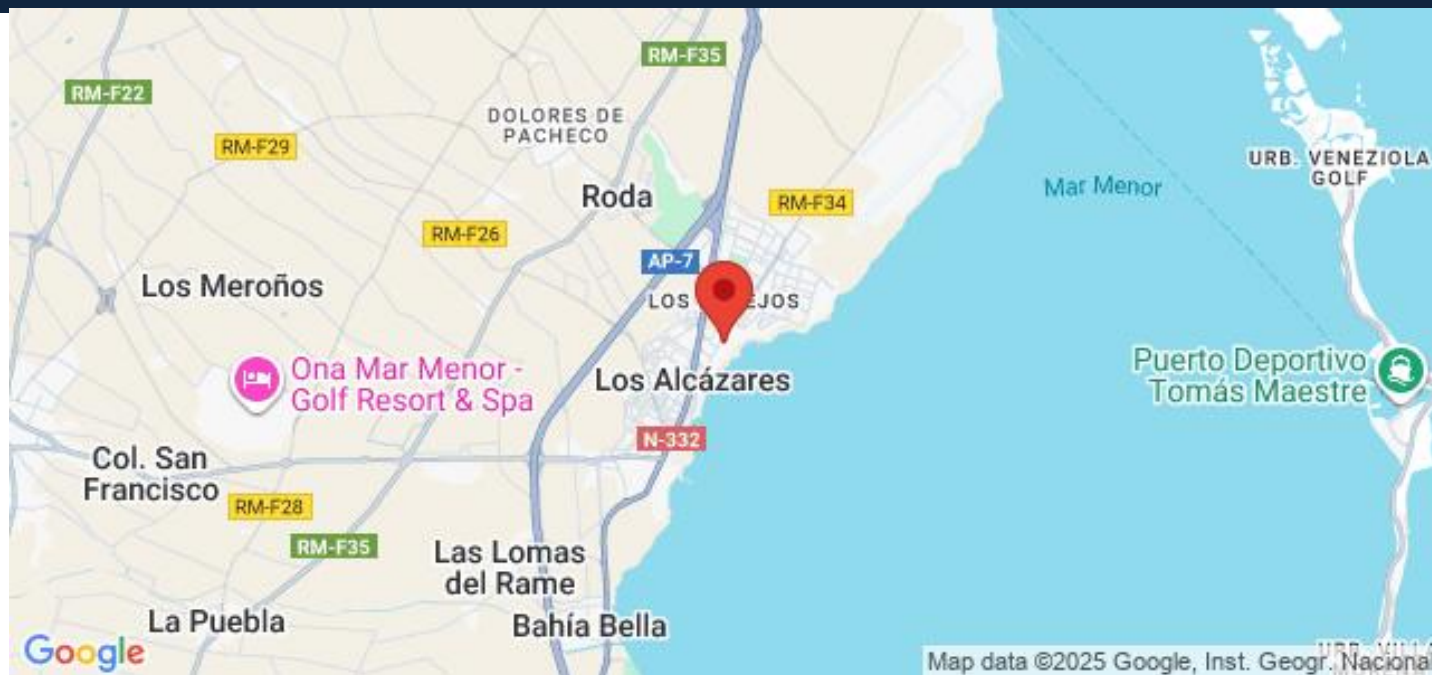 RM-F35
RM-F22
DOLORES DE
PACHECO
RM-F29
URB. VENEZIOLA
GOLF
Mar Menor
Roda
RM-F34
RM-F26
AP-7
Los Meroños
LOS
EJOS
Ona Mar Menor -
Golf Resort & Spa
Puerto Deportivo
Tomás Maestre
Los Alcázares
N-332
Col. San
Francisco
RM-F28
RM-F35
Las Lomas
del Rame
La Puebla
Bahía Bella
Google
Map data ©2025 Google, Inst. Geogr. Nacional